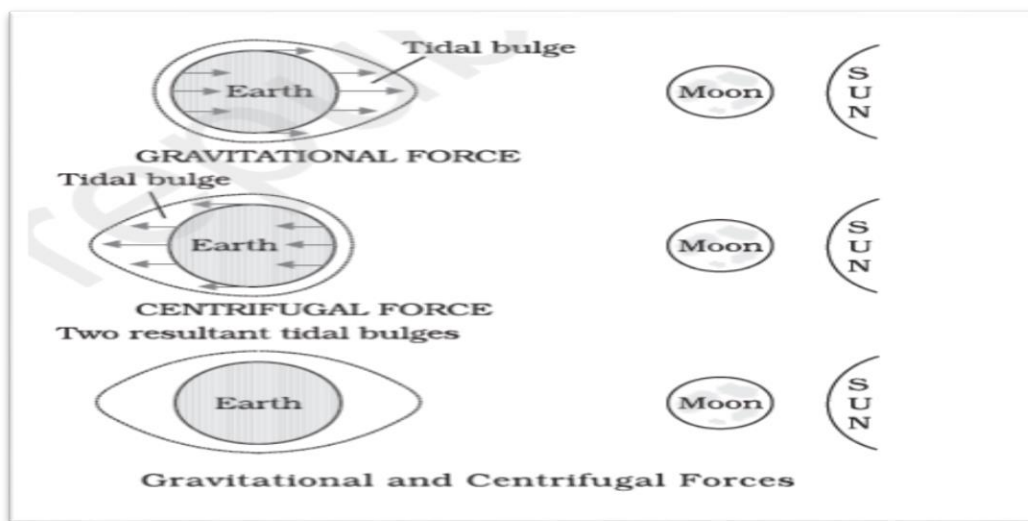 Tidal bulge
Earth
Moon
S
U
N
GRAVITATIONAL FORCE
Tidal bulge
Earth
Moon
S
U
N
CENTRIFUGAL FORCE
Two resultant tidal bulges
Earth
Moon
S
U
N
Gravitational and Centrifugal Forces